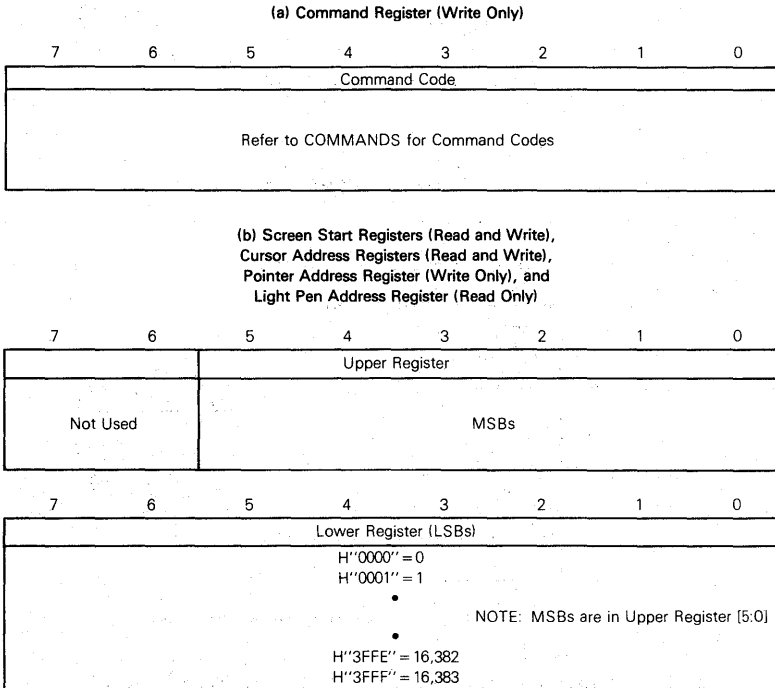 (a) Command Register (Write Only)
7 6 5 4 3 2 1 0
Command Code
Refer to COMMANDS for Command Codes
(b) Screen Start Registers (Read and Write),
Cursor Address Registers (Read and Write),
Pointer Address Register (Write Only), and
Light Pen Address Register (Read Only)
7 6 5 4 3 2 1 0
Upper Register
Not Used MSBs
7 6 5 4 3 2 1 0
Lower Register (LSBs)
H''0000'' = 0
H''0001'' = 1
•
NOTE: MSBs are in Upper Register [5:0]
•
H''3FFE'' = 16,382
H''3FFF'' = 16,383